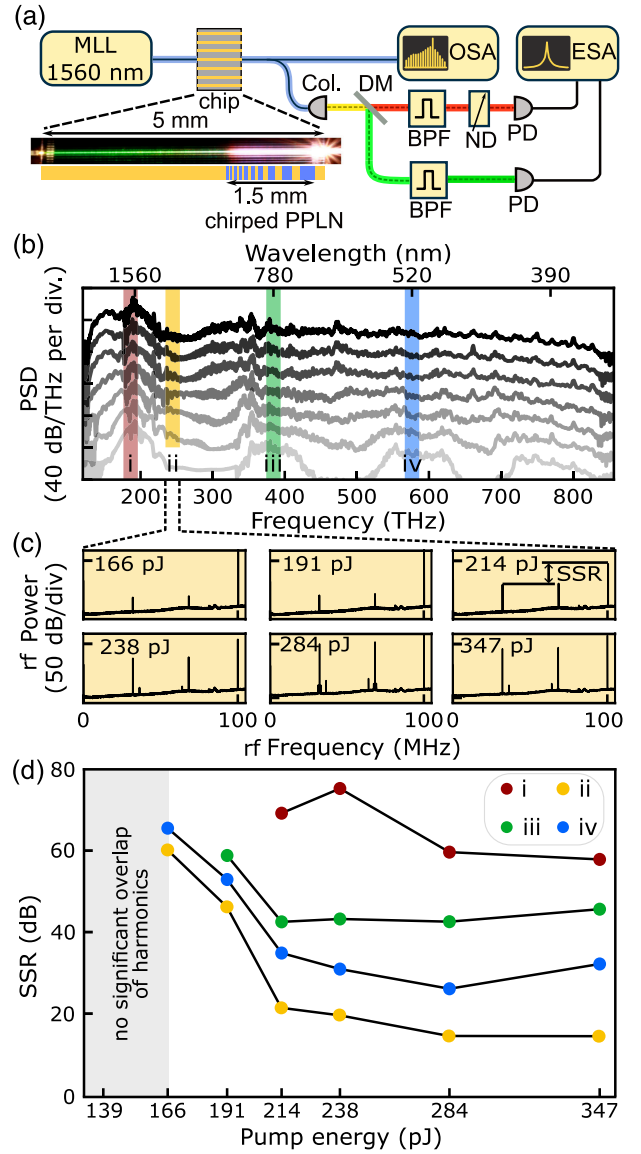 (a)
MLL
1560 nm
chip
OSA
ESA
Col.
DM
BPF
ND
PD
BPF
PD
5 mm
1.5 mm
chirped PPLN
(b)
Wavelength (nm)
1560
780
520
390
PSD
(40 dB/THz per div.)
i
ii
iii
iv
200
300
400
500
600
700
800
Frequency (THz)
(c)
rf Power
(50 dB/div)
166 pJ
191 pJ
214 pJ
SSR
238 pJ
284 pJ
347 pJ
0
100
0
100
0
100
rf Frequency (MHz)
(d)
80
60
40
20
0
SSR (dB)
no significant overlap
of harmonics
i
ii
iii
iv
139
166
191
214
238
284
347
Pump energy (pJ)